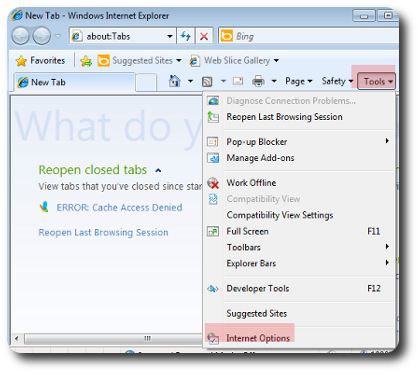 New Tab - Windows Internet Explorer
about:Tabs
Bing
Favorites Suggested Sites Web Slice Gallery
New Tab Page Safety Tools
What do y
Diagnose Connection Problems...
Reopen Last Browsing Session
Pop-up Blocker
Manage Add-ons
Work Offline
Compatibility View
Compatibility View Settings
Full Screen F11
Toolbars
Explorer Bars
Developer Tools F12
Suggested Sites
Internet Options
Reopen closed tabs
View tabs that you've closed since star
ERROR: Cache Access Denied
Reopen Last Browsing Session